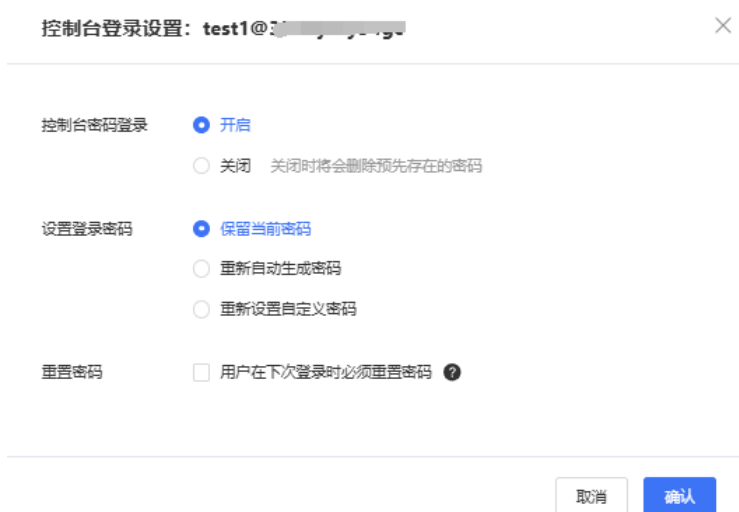 控制台登录设置：test1@
控制台密码登录 开启
关闭 关闭时将会删除预先存在的密码
设置登录密码 保留当前密码
重新自动生成密码
重新设置自定义密码
重置密码 用户在下次登录时必须重置密码 ?
取消 确认